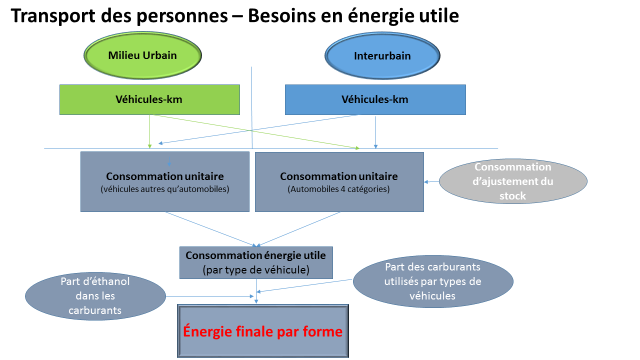 Transport des personnes – Besoins en énergie utile
Milieu Urbain
Interurbain
Véhicules-km
Véhicules-km
Consommation unitaire
(véhicules autres qu'automobiles)
Consommation unitaire
(Automobiles 4 catégories)
Consommation
d'ajustement du
stock
Consommation énergie utile
(par type de véhicule)
Part d'éthanol
dans les
carburants
Part des carburants
utilisés par types de
véhicules
Énergie finale par forme